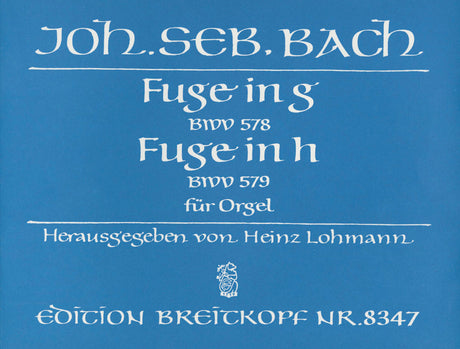 JOH. SEB. BACH
Fuge in g
BWV 578
Fuge in h
BWV 579
für Orgel
Herausgegeben von Heinz Lohmann
EDITION BREITKOPF NR. 8347